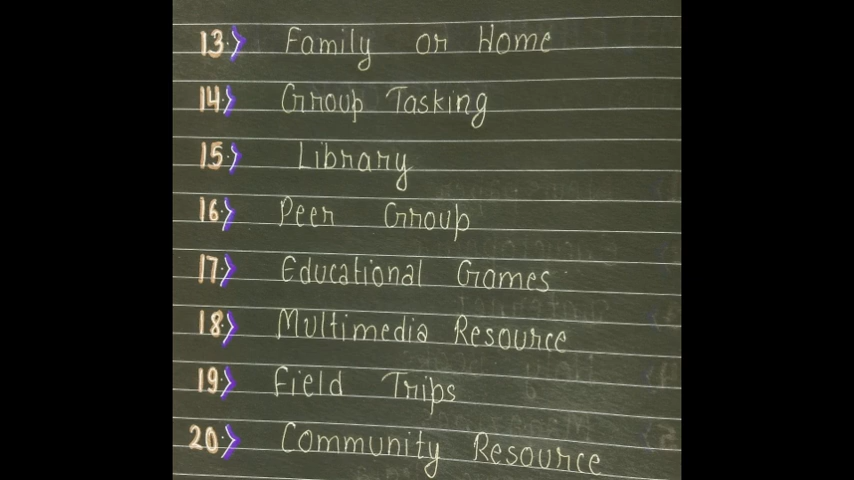 13:> Family or Home
14:> Group Tasking
15:> Library
16:> Peer Group
17:> Educational Games
18:> Multimedia Resource
19:> Field Trips
20:> Community Resource